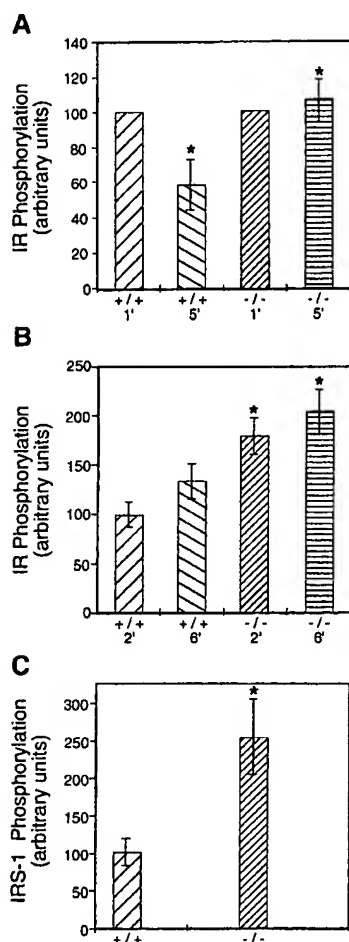 A
IR Phosphorylation
(arbitrary units)
140
120
100
80
60
40
20
0
*
*
+/+ +/+ -/- -/-
1' 5' 1' 5'
B
IR Phosphorylation
(arbitrary units)
250
200
150
100
50
0
*
*
+/+ +/+ -/- -/-
2' 6' 2' 6'
C
IRS-1 Phosphorylation
(arbitrary units)
300
250
200
150
100
50
0
*
+/+ -/-